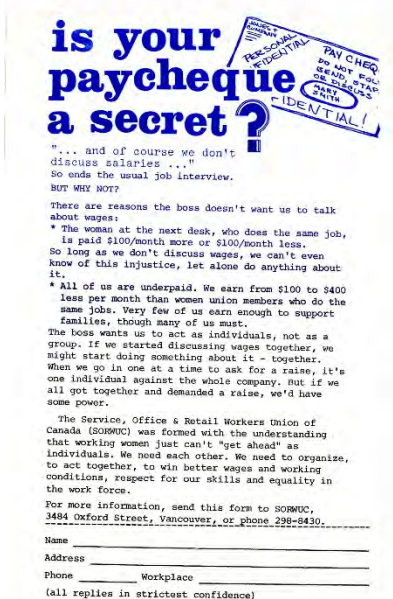 is your
paycheque
a secret?
JONES + COMPANY
PERSONAL
PAY CHEQ
DO NOT FOL
BEND, STAP
OR DISCUSS
MARY SMITH
IDENTIAL!
"... and of course we don't
discuss salaries ..."
So ends the usual job interview.
BUT WHY NOT?
There are reasons the boss doesn't want us to talk
about wages:
* The woman at the next desk, who does the same job,
is paid $100/month more or $100/month less.
So long as we don't discuss wages, we can't even
know of this injustice, let alone do anything about
it.
* All of us are underpaid. We earn from $100 to $400
less per month than women union members who do the
same jobs. Very few of us earn enough to support
families, though many of us must.
The boss wants us to act as individuals, not as a
group. If we started discussing wages together, we
might start doing something about it - together.
When we go in one at a time to ask for a raise, it's
one individual against the whole company. But if we
all got together and demanded a raise, we'd have
some power.
The Service, Office & Retail Workers Union of
Canada (SORWUC) was formed with the understanding
that working women just can't "get ahead" as
individuals. We need each other. We need to organize,
to act together, to win better wages and working
conditions, respect for our skills and equality in
the work force.
For more information, send this form to SORWUC,
3484 Oxford Street, Vancouver, or phone 298-8430.
Name
Address
Phone Workplace
(all replies in strictest confidence)